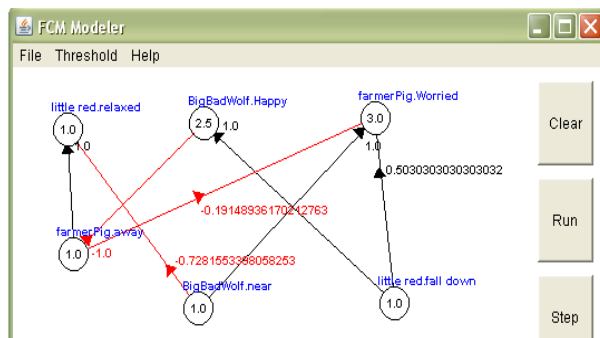 FCM Modeler
File Threshold Help
little red.relaxed
BigBadWolf.Happy
farmerPig.Worried
1.0
1.0
2.5
1.0
3.0
1.0
0.5030303030303032
-0.19148936170212763
farmerPig.away
1.0
-1.0
-0.7281553398058253
BigBadWolf.near
1.0
little red.fall down
1.0
Clear
Run
Step